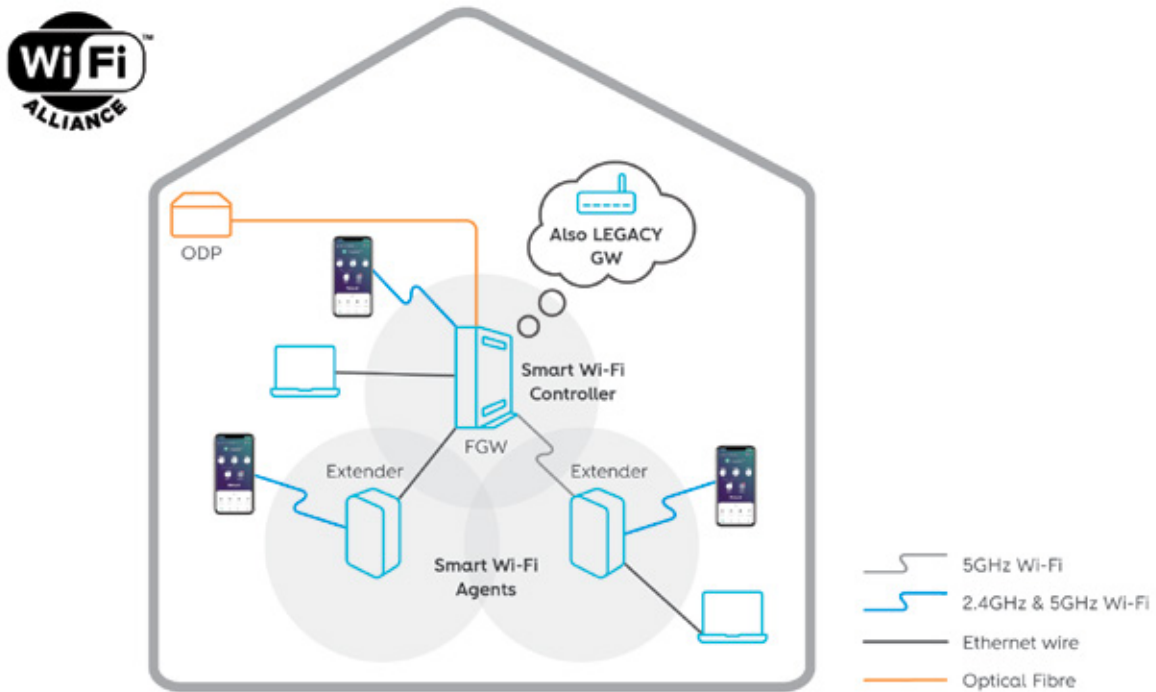 Wi Fi™
ALLIANCE
ODP
Also LEGACY
GW
Smart Wi-Fi
Controller
FGW
Extender
Extender
Smart Wi-Fi
Agents
5GHz Wi-Fi
2.4GHz & 5GHz Wi-Fi
Ethernet wire
Optical Fibre